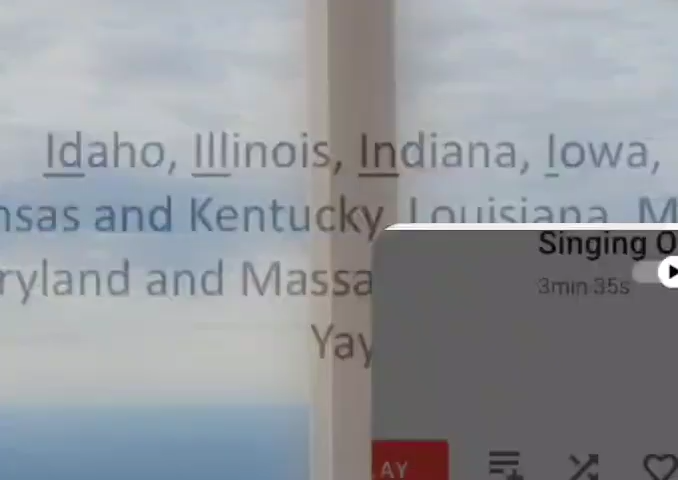 Idaho, Illinois, Indiana, Iowa,
nsas and Kentucky, Louisiana, M
ryland and Massa
Yay
Singing O
3min 35s
AY